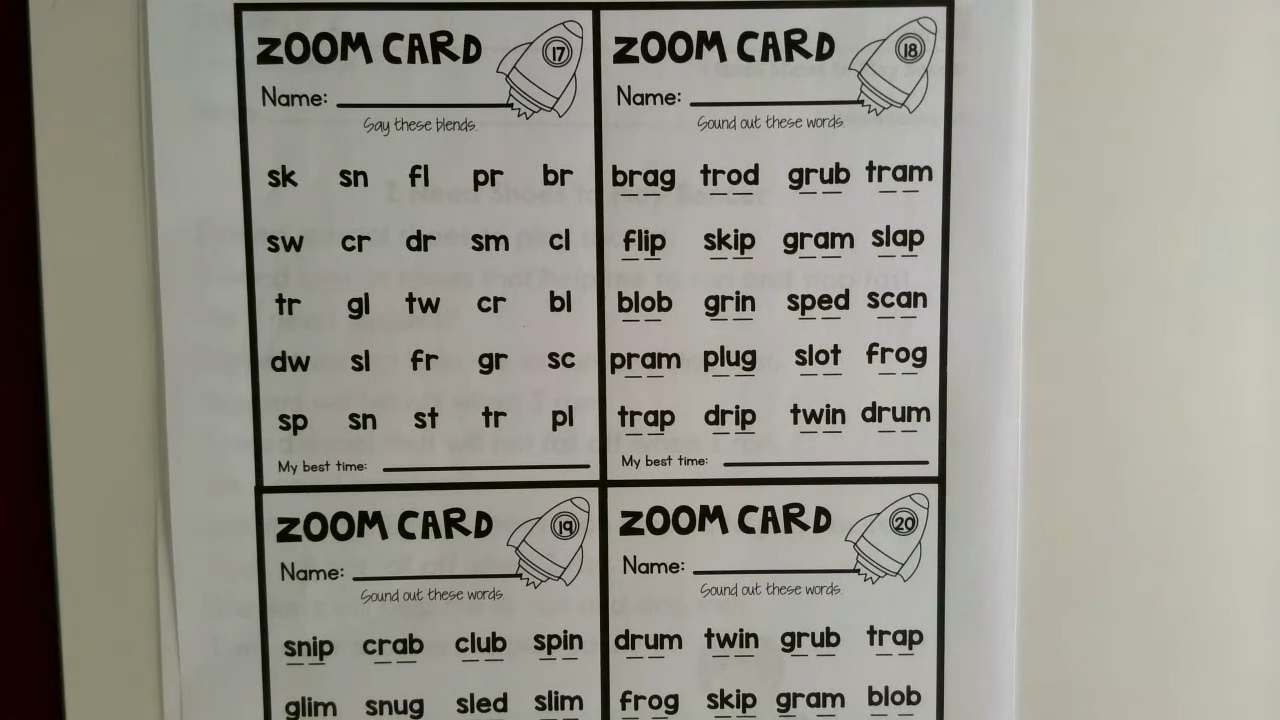 ZOOM CARD 17
Name:
Say these blends.
sk sn fl pr br
sw cr dr sm cl
tr gl tw cr bl
dw sl fr gr sc
sp sn st tr pl
My best time:
ZOOM CARD 18
Name:
Sound out these words.
brag trod grub tram
flip skip gram slap
blob grin sped scan
pram plug slot frog
trap drip twin drum
My best time:
ZOOM CARD 19
Name:
Sound out these words.
snip crab club spin
glim snug sled slim
ZOOM CARD 20
Name:
Sound out these words.
drum twin grub trap
frog skip gram blob